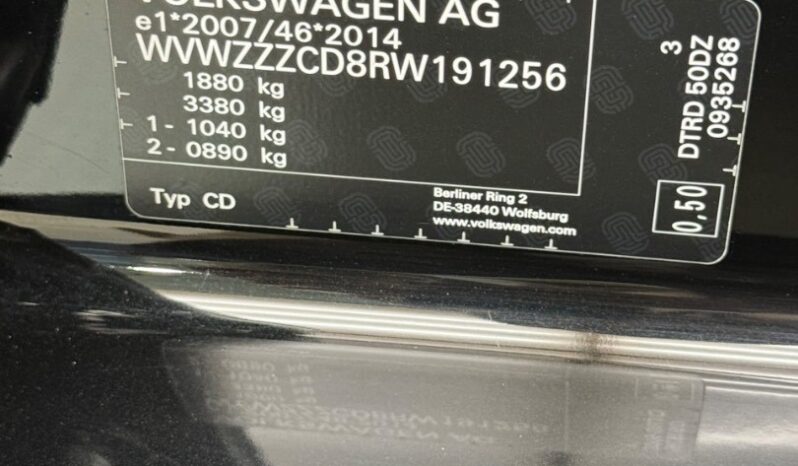 VOLKSWAGEN AG
e1*2007/46*2014
WVWZZZCD8RW191256
1880 kg
3380 kg
1 - 1040 kg
2 - 0890 kg
Typ CD
Berliner Ring 2
DE-38440 Wolfsburg
www.volkswagen.com
3
DTRD 50DZ
0935268
0,50